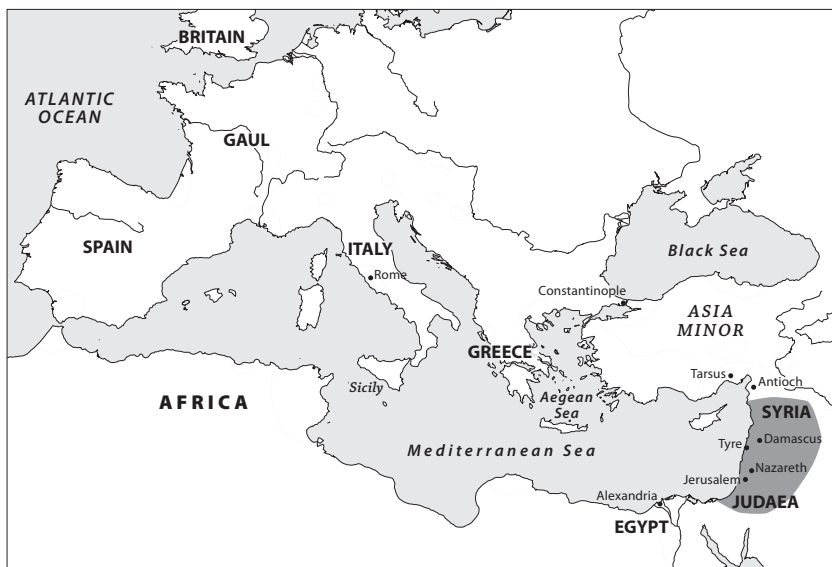 BRITAIN
ATLANTIC
OCEAN
GAUL
SPAIN
ITALY
Rome
Black Sea
Constantinople
ASIA
MINOR
GREECE
Tarsus
Antioch
Sicily
Aegean
Sea
AFRICA
SYRIA
Mediterranean Sea
Tyre
Damascus
Nazareth
Jerusalem
Alexandria
JUDAEA
EGYPT